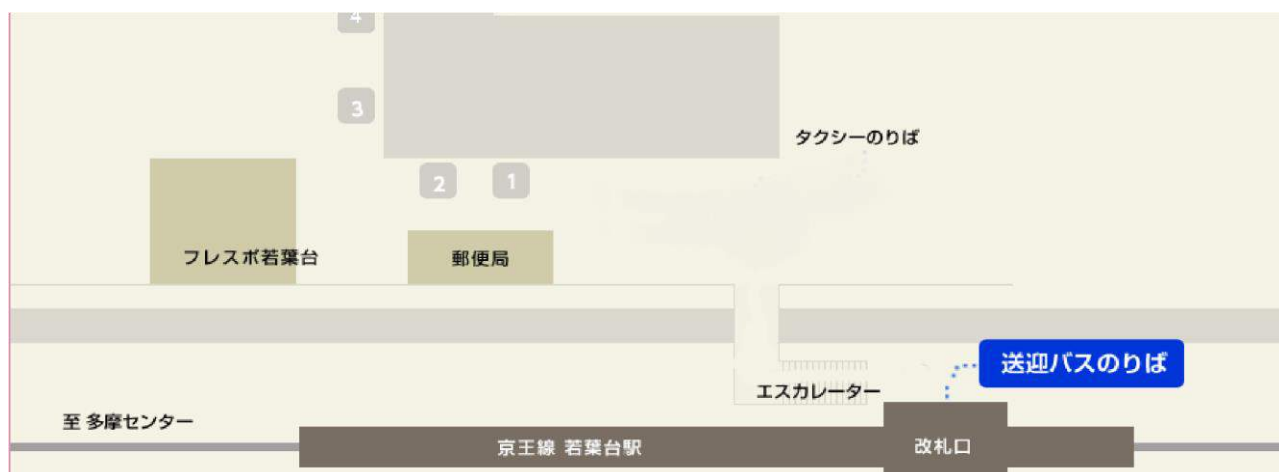 4
3
タクシーのりば
2
1
フレスポ若葉台
郵便局
送迎バスのりば
エスカレーター
至 多摩センター
京王線 若葉台駅
改札口